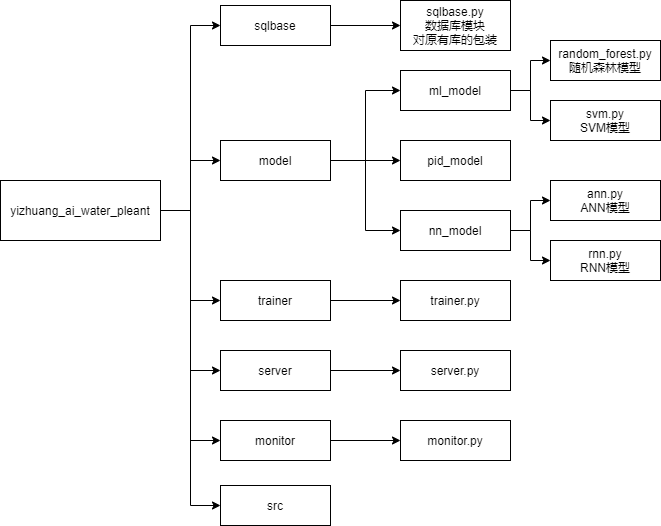 sqlbase
sqlbase.py
数据库模块
对原有库的包装
random_forest.py
随机森林模型
ml_model
svm.py
SVM模型
model
pid_model
yizhuang_ai_water_pleant
ann.py
ANN模型
nn_model
rnn.py
RNN模型
trainer
trainer.py
server
server.py
monitor
monitor.py
src